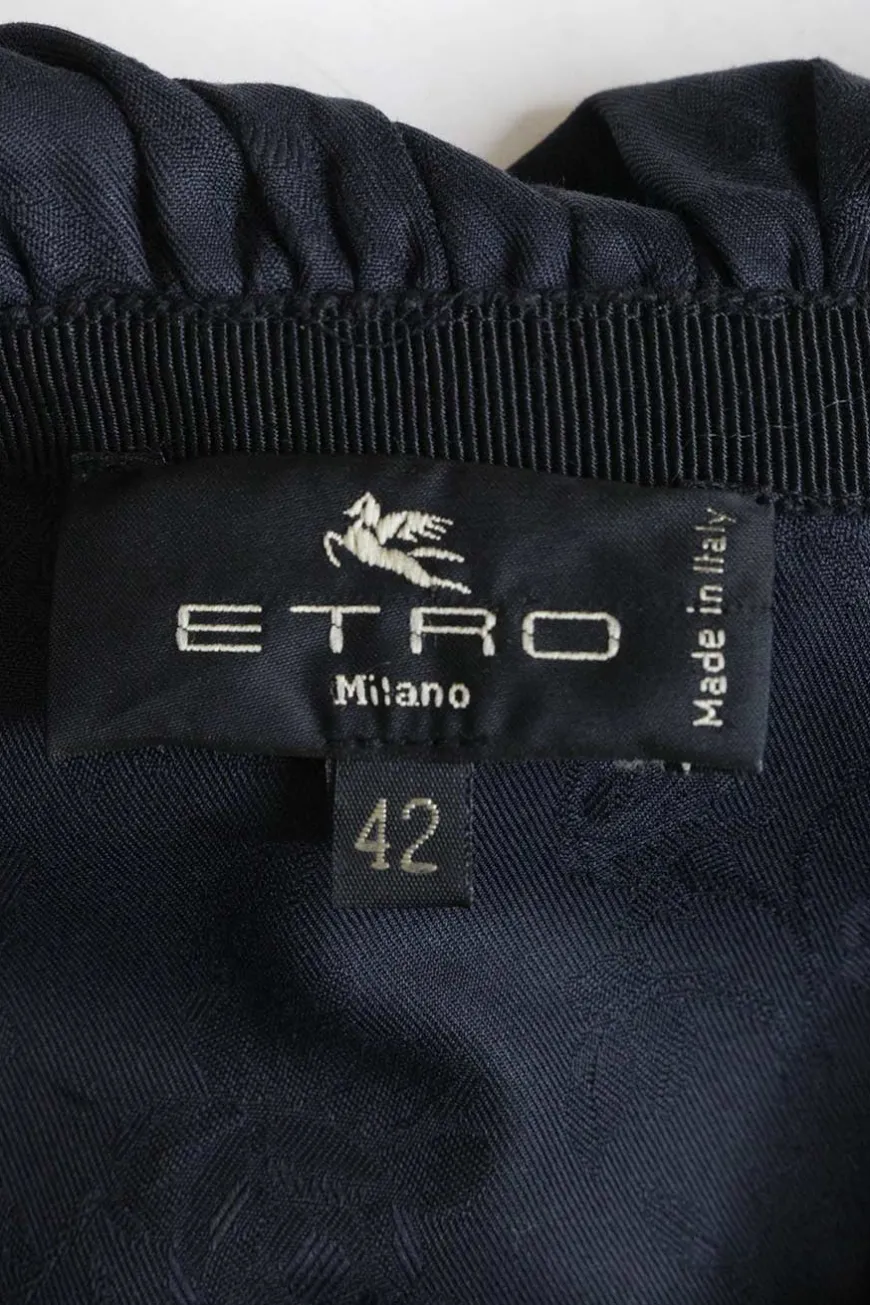 ETRO
Milano
Made in Italy
42